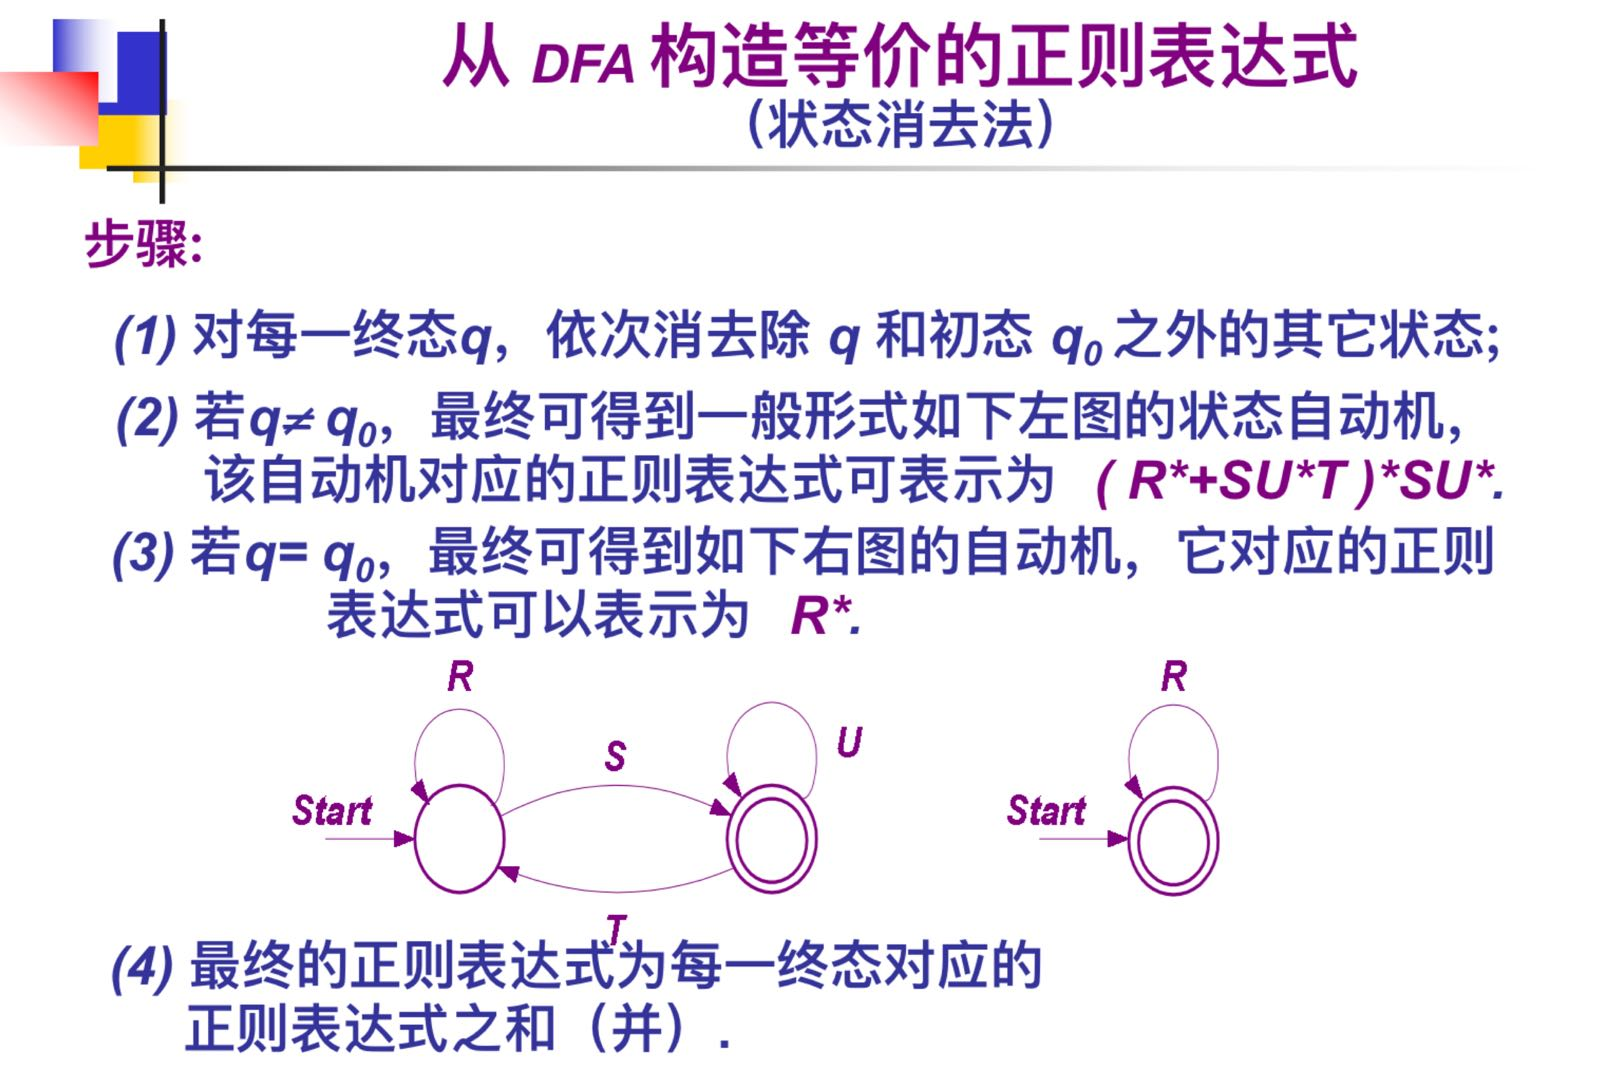 从 DFA 构造等价的正则表达式
（状态消去法）
步骤:
(1) 对每一终态q，依次消去除 q 和初态 q0 之外的其它状态;
(2) 若q≠ q0，最终可得到一般形式如下左图的状态自动机，
该自动机对应的正则表达式可表示为 ( R*+SU*T )*SU*.
(3) 若q= q0，最终可得到如下右图的自动机，它对应的正则
表达式可以表示为 R*.
R
R
S
U
Start
Start
T
(4) 最终的正则表达式为每一终态对应的
正则表达式之和（并）.